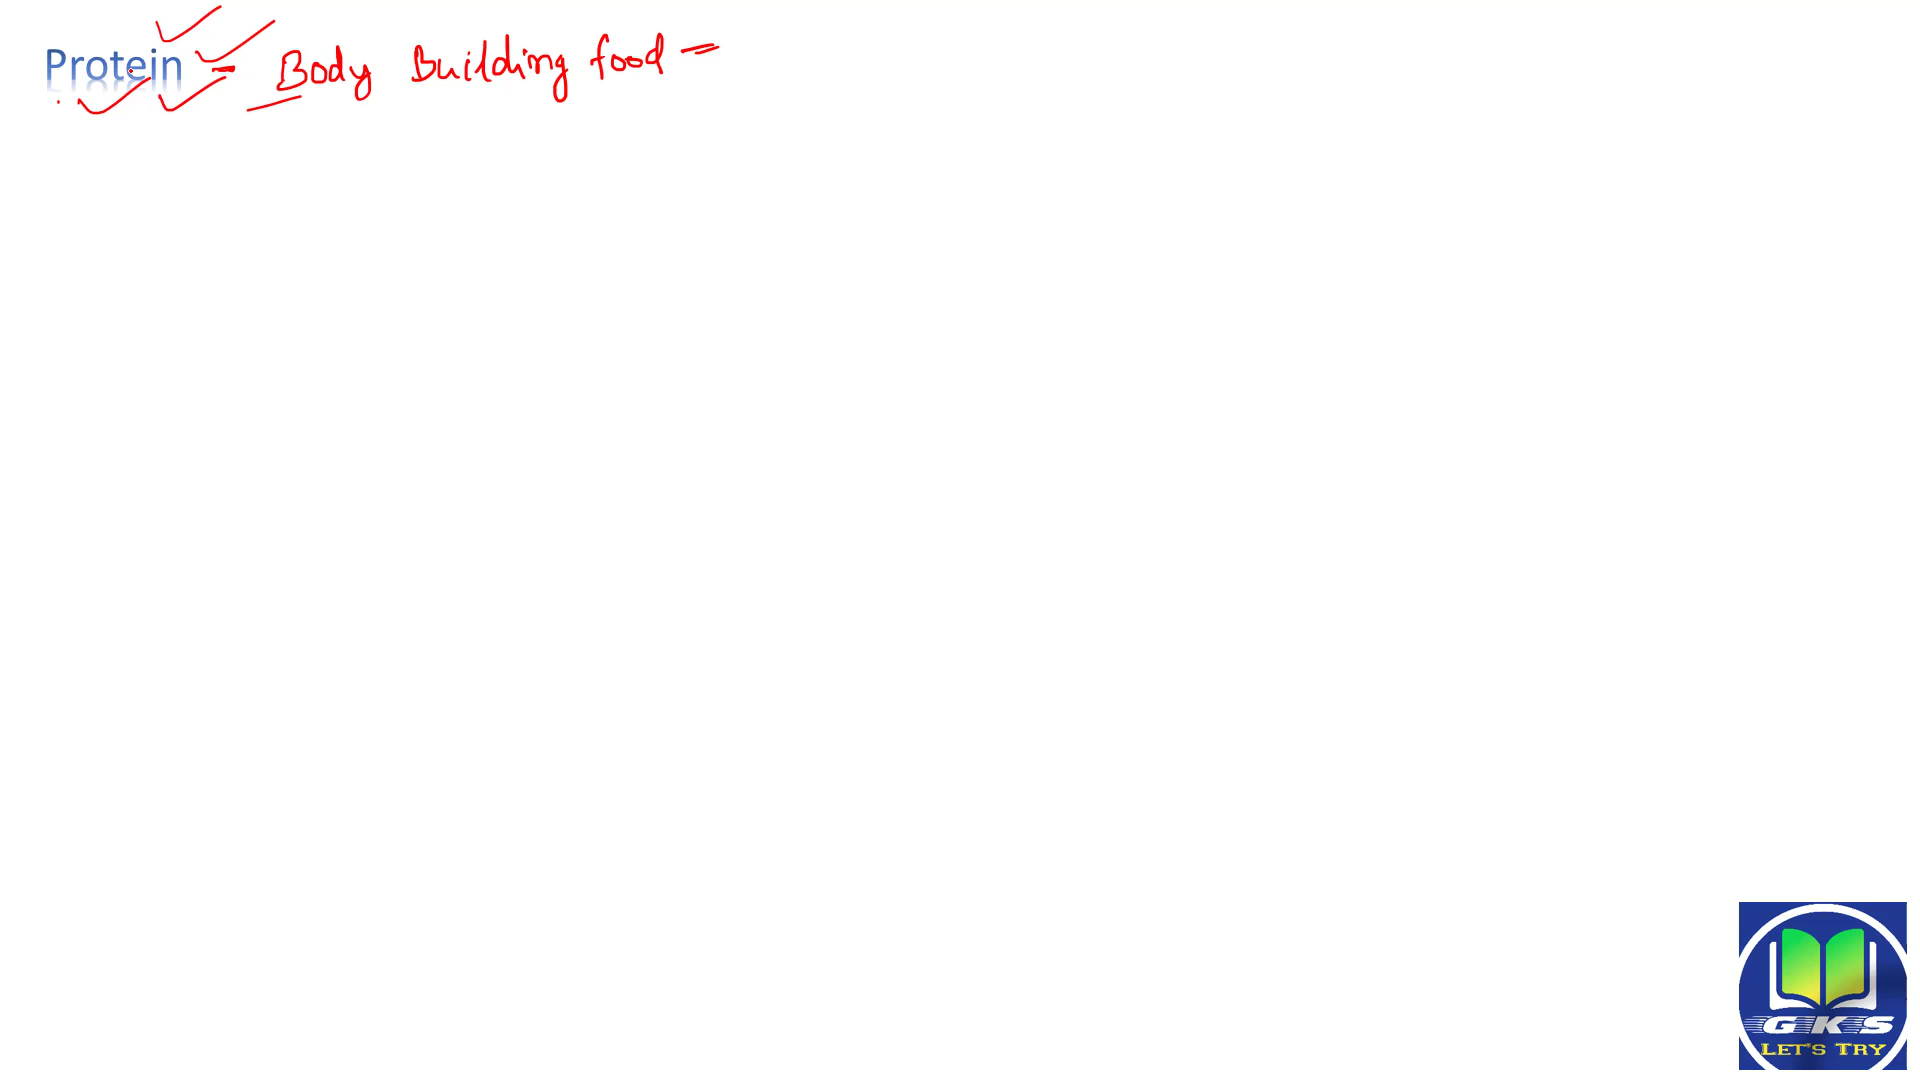 Protein = Body Building food =
GKS
LET'S TRY